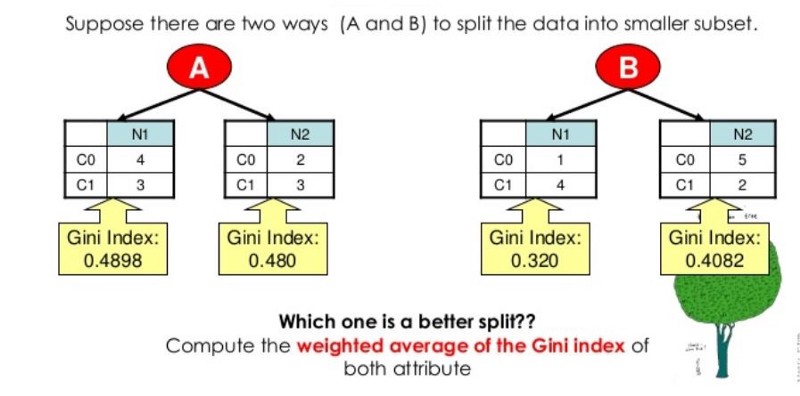 Suppose there are two ways (A and B) to split the data into smaller subset.
A
B
N1
C0 4
C1 3
N2
C0 2
C1 3
N1
C0 1
C1 4
N2
C0 5
C1 2
Gini Index:
0.4898
Gini Index:
0.480
Gini Index:
0.320
Gini Index:
0.4082
Which one is a better split??
Compute the weighted average of the Gini index of
both attribute